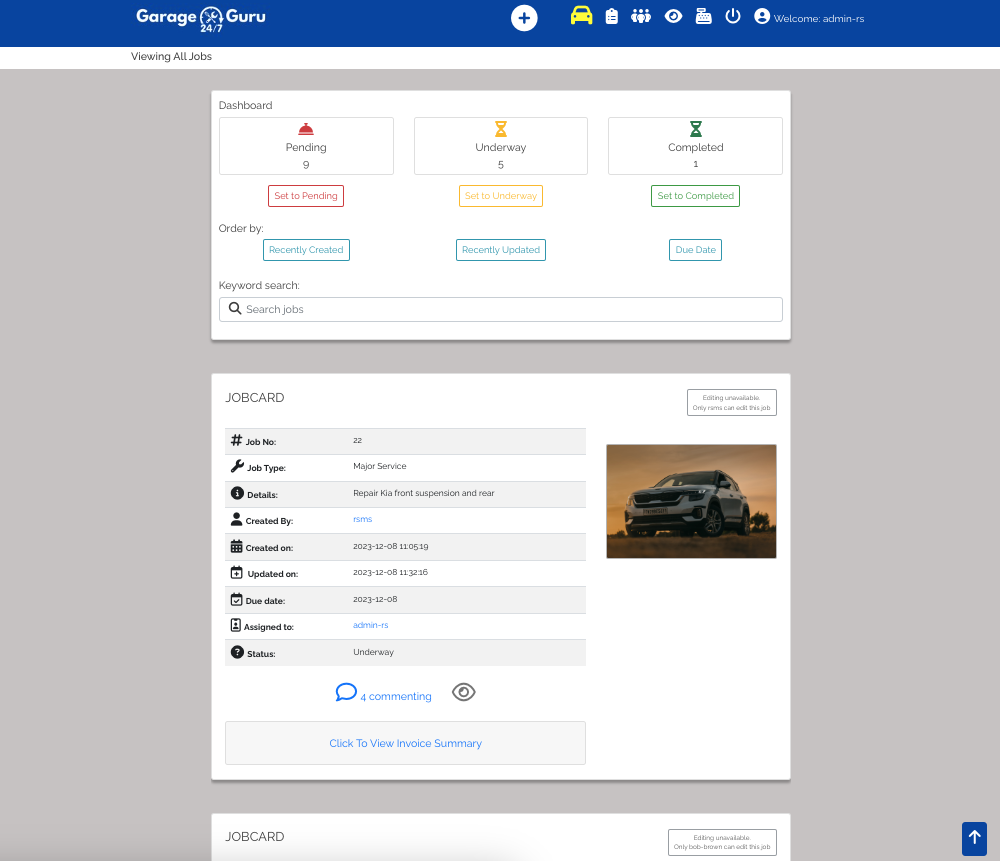 Garage Guru
24/7
Welcome: admin-rs
Viewing All Jobs
Dashboard
Pending
9
Underway
5
Completed
1
Set to Pending
Set to Underway
Set to Completed
Order by:
Recently Created
Recently Updated
Due Date
Keyword search:
Search jobs
JOBCARD
Editing unavailable.
Only rsms can edit this job
Job No: 22
Job Type: Major Service
Details: Repair Kia front suspension and rear
Created By: rsms
Created on: 2023-12-08 11:05:19
Updated on: 2023-12-08 11:32:16
Due date: 2023-12-08
Assigned to: admin-rs
Status: Underway
4 commenting
Click To View Invoice Summary
JOBCARD
Editing unavailable.
Only bob-brown can edit this job